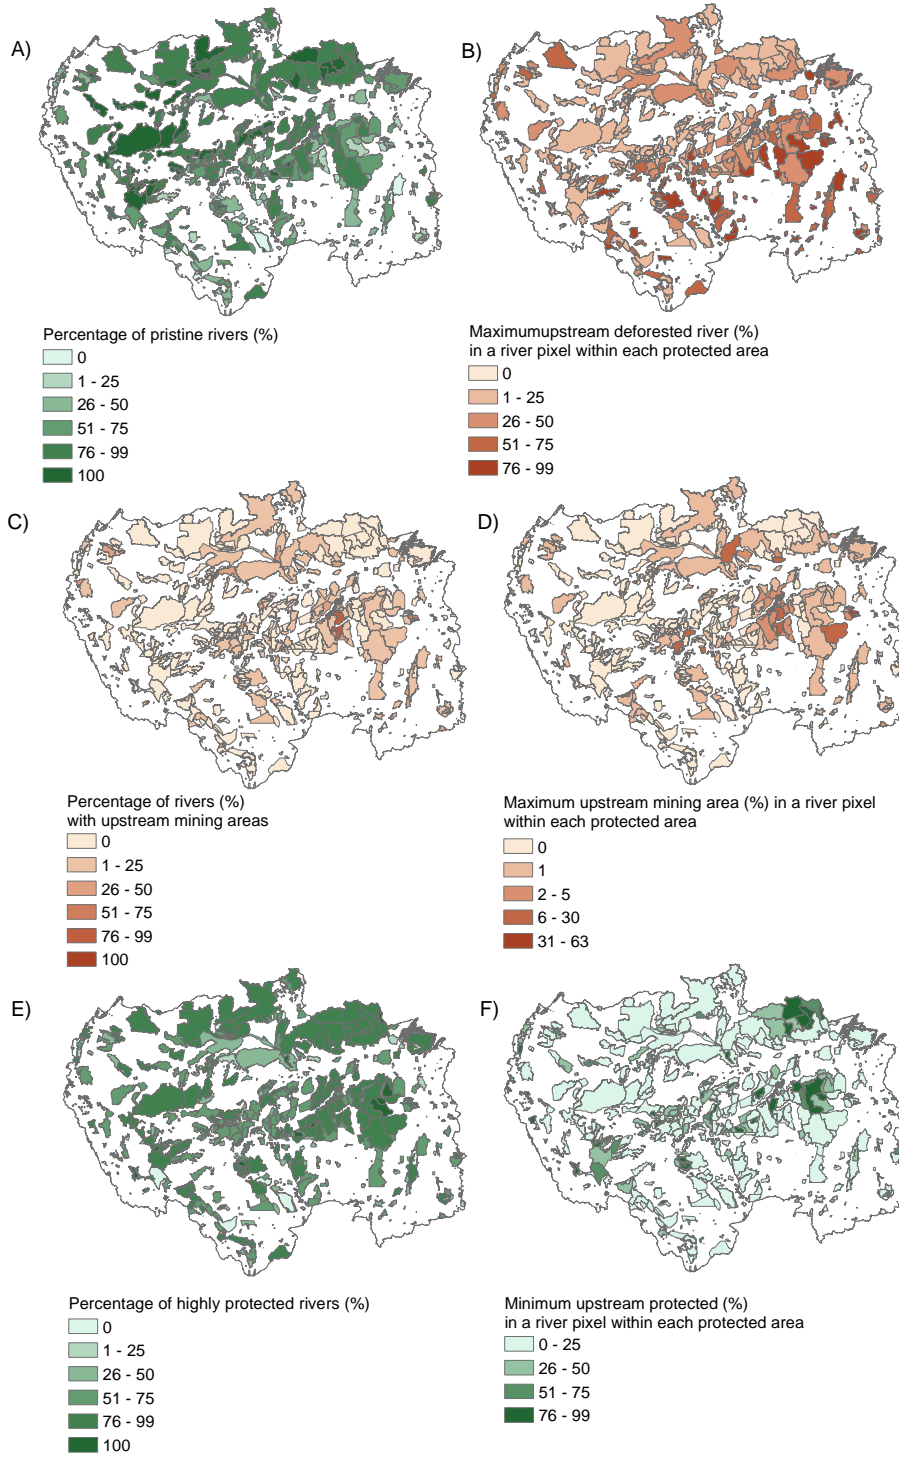 A)
B)
Percentage of pristine rivers (%)
0
1 - 25
26 - 50
51 - 75
76 - 99
100
Maximumupstream deforested river (%)
in a river pixel within each protected area
0
1 - 25
26 - 50
51 - 75
76 - 99
C)
D)
Percentage of rivers (%)
with upstream mining areas
0
1 - 25
26 - 50
51 - 75
76 - 99
100
Maximum upstream mining area (%) in a river pixel
within each protected area
0
1
2 - 5
6 - 30
31 - 63
E)
F)
Percentage of highly protected rivers (%)
0
1 - 25
26 - 50
51 - 75
76 - 99
100
Minimum upstream protected (%)
in a river pixel within each protected area
0 - 25
26 - 50
51 - 75
76 - 99